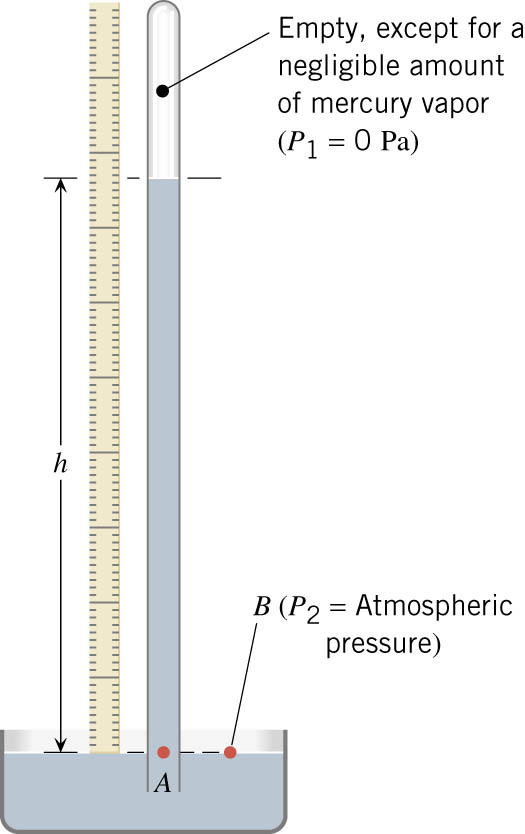 Empty, except for a
negligible amount
of mercury vapor
(P₁ = 0 Pa)
h
B (P₂ = Atmospheric
pressure)
A